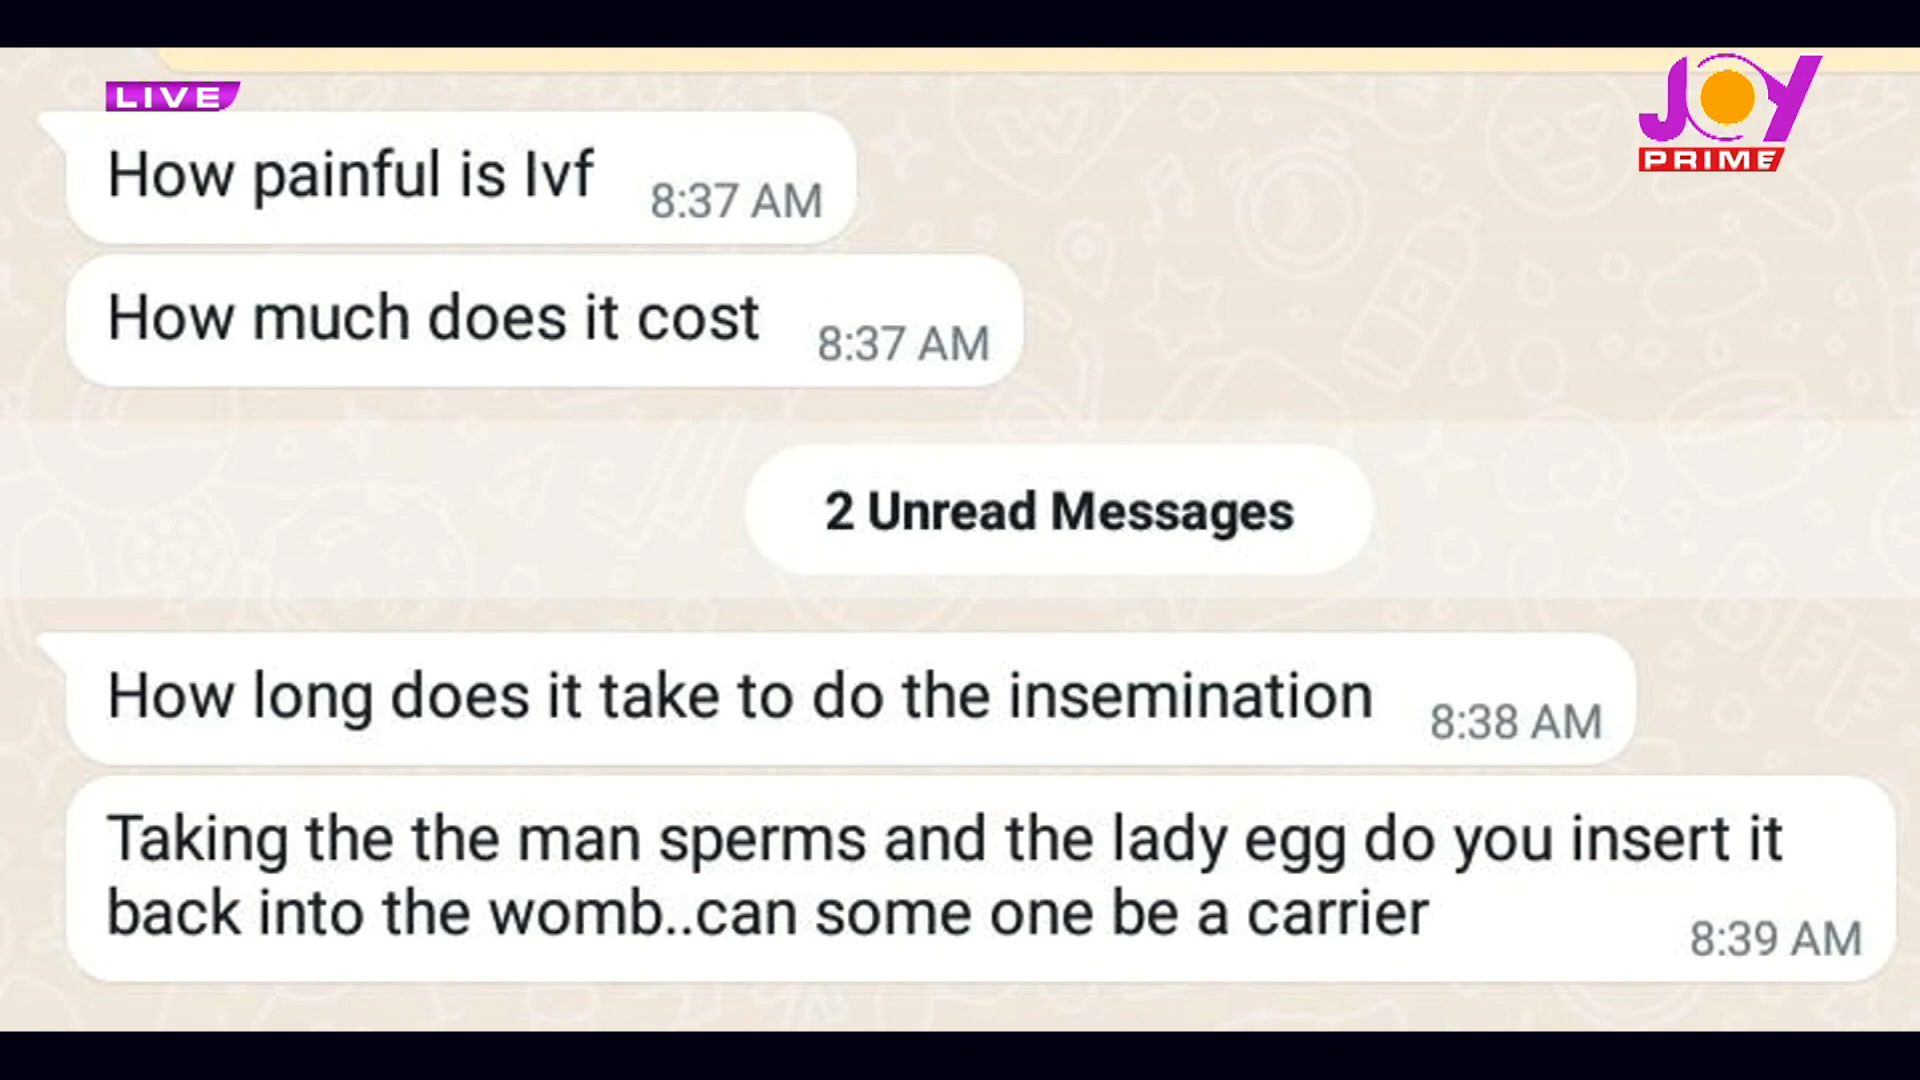 LIVE
JOY
PRIME
How painful is Ivf
8:37 AM
How much does it cost
8:37 AM
2 Unread Messages
How long does it take to do the insemination
8:38 AM
Taking the the man sperms and the lady egg do you insert it
back into the womb..can some one be a carrier
8:39 AM